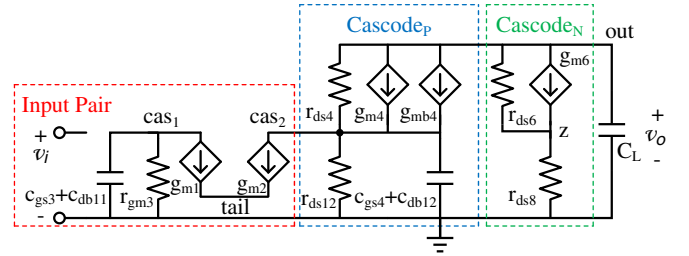 Cascode_P
Cascode_N
out
g_m6
Input Pair
cas_1
cas_2
r_ds4
g_m4
g_mb4
r_ds6
+
v_i
-
z
C_L
+
v_o
-
c_gs3+c_db11
r_gm3
g_m1
g_m2
tail
r_ds12
c_gs4+c_db12
r_ds8